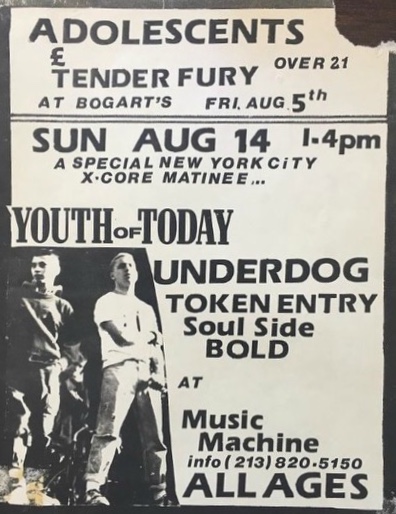 ADOLESCENTS
£
TENDER FURY OVER 21
AT BOGART'S FRI. AUG. 5th
SUN AUG 14 1-4pm
A SPECIAL NEW YORK CiTY
X•CORE MATINEE...
YOUTH OF TODAY
UNDERDOG
TOKEN ENTRY
Soul Side
BOLD
AT
Music
Machine
info (213) 820-5150
ALL AGES